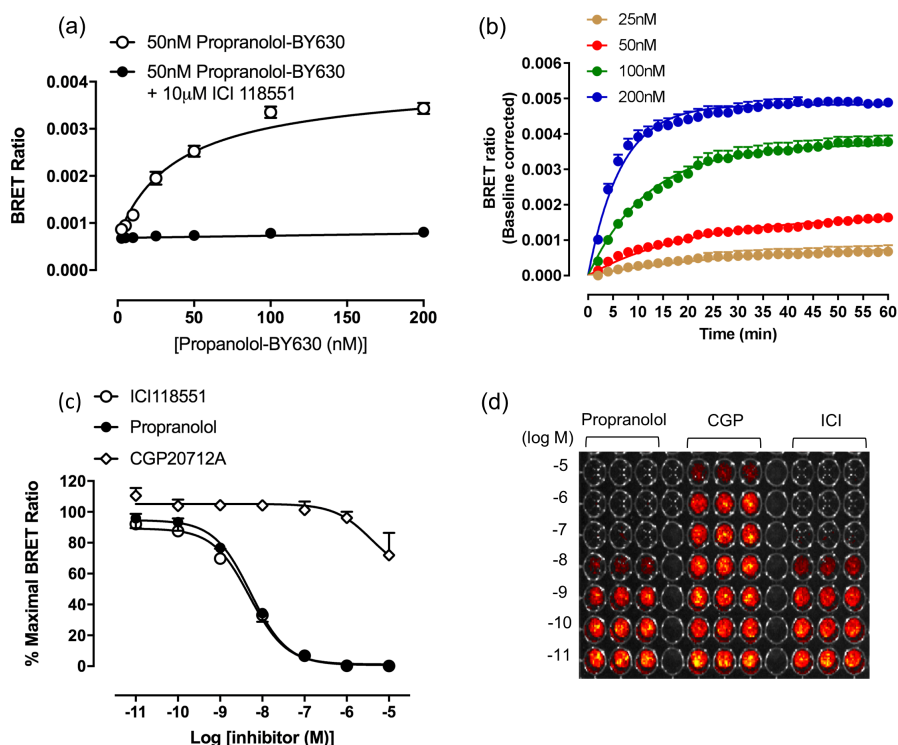 (a)
50nM Propranolol-BY630
50nM Propranolol-BY630
+ 10μM ICI 118551
0.004
0.003
0.002
0.001
0.000
BRET Ratio
0
50
100
150
200
[Propanolol-BY630 (nM)]
(b)
25nM
50nM
100nM
200nM
0.006
0.005
0.004
0.003
0.002
0.001
0.000
BRET ratio
(Baseline corrected)
0
5
10
15
20
25
30
35
40
45
50
55
60
Time (min)
(c)
ICI118551
Propranolol
CGP20712A
120
100
80
60
40
20
0
% Maximal BRET Ratio
-11
-10
-9
-8
-7
-6
-5
Log [inhibitor (M)]
(d)
Propranolol
CGP
ICI
(log M)
-5
-6
-7
-8
-9
-10
-11